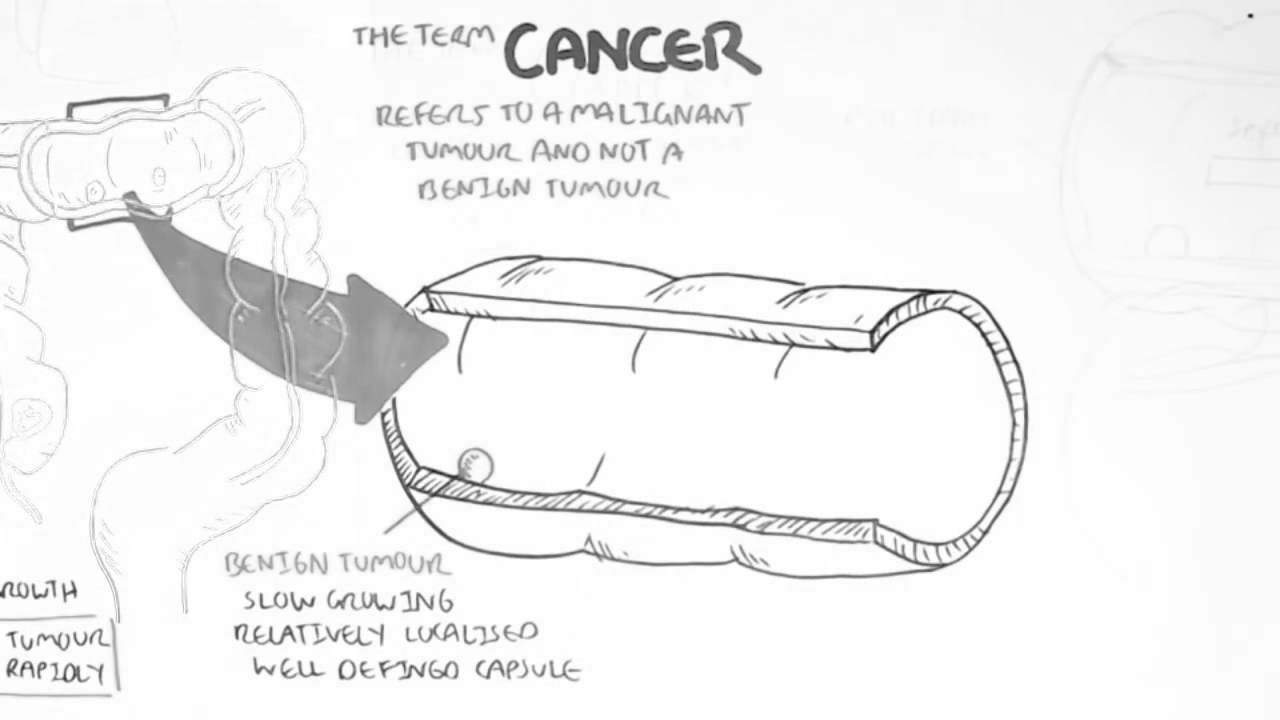 THE TERM CANCER
REFERS TO A MALIGNANT
TUMOUR AND NOT A
BENIGN TUMOUR
BENIGN TUMOUR
SLOW GROWING
RELATIVELY LOCALISED
WELL DEFINED CAPSULE
ROWTH
TUMOUR
RAPIDLY